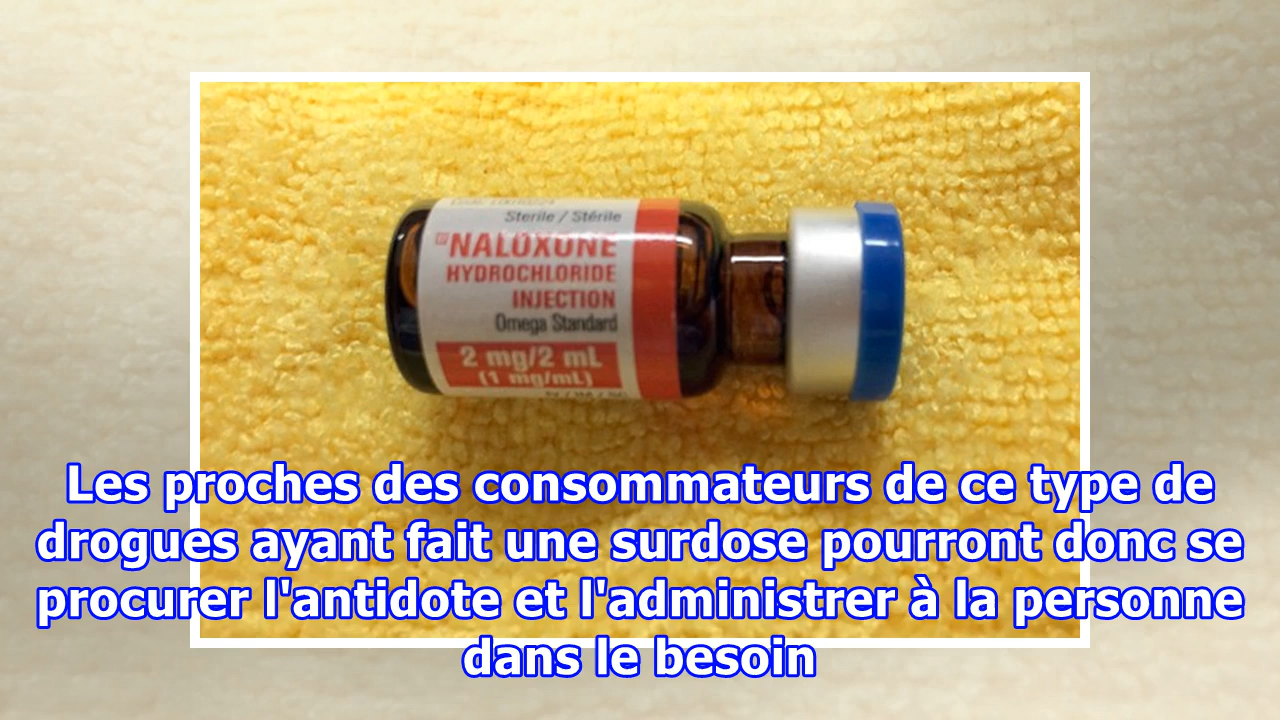 Sterile / Stérile
NALOXONE
HYDROCHLORIDE
INJECTION
Omega Standard
2 mg/2 mL
(1 mg/mL)
Les proches des consommateurs de ce type de
drogues ayant fait une surdose pourront donc se
procurer l'antidote et l'administrer à la personne
dans le besoin